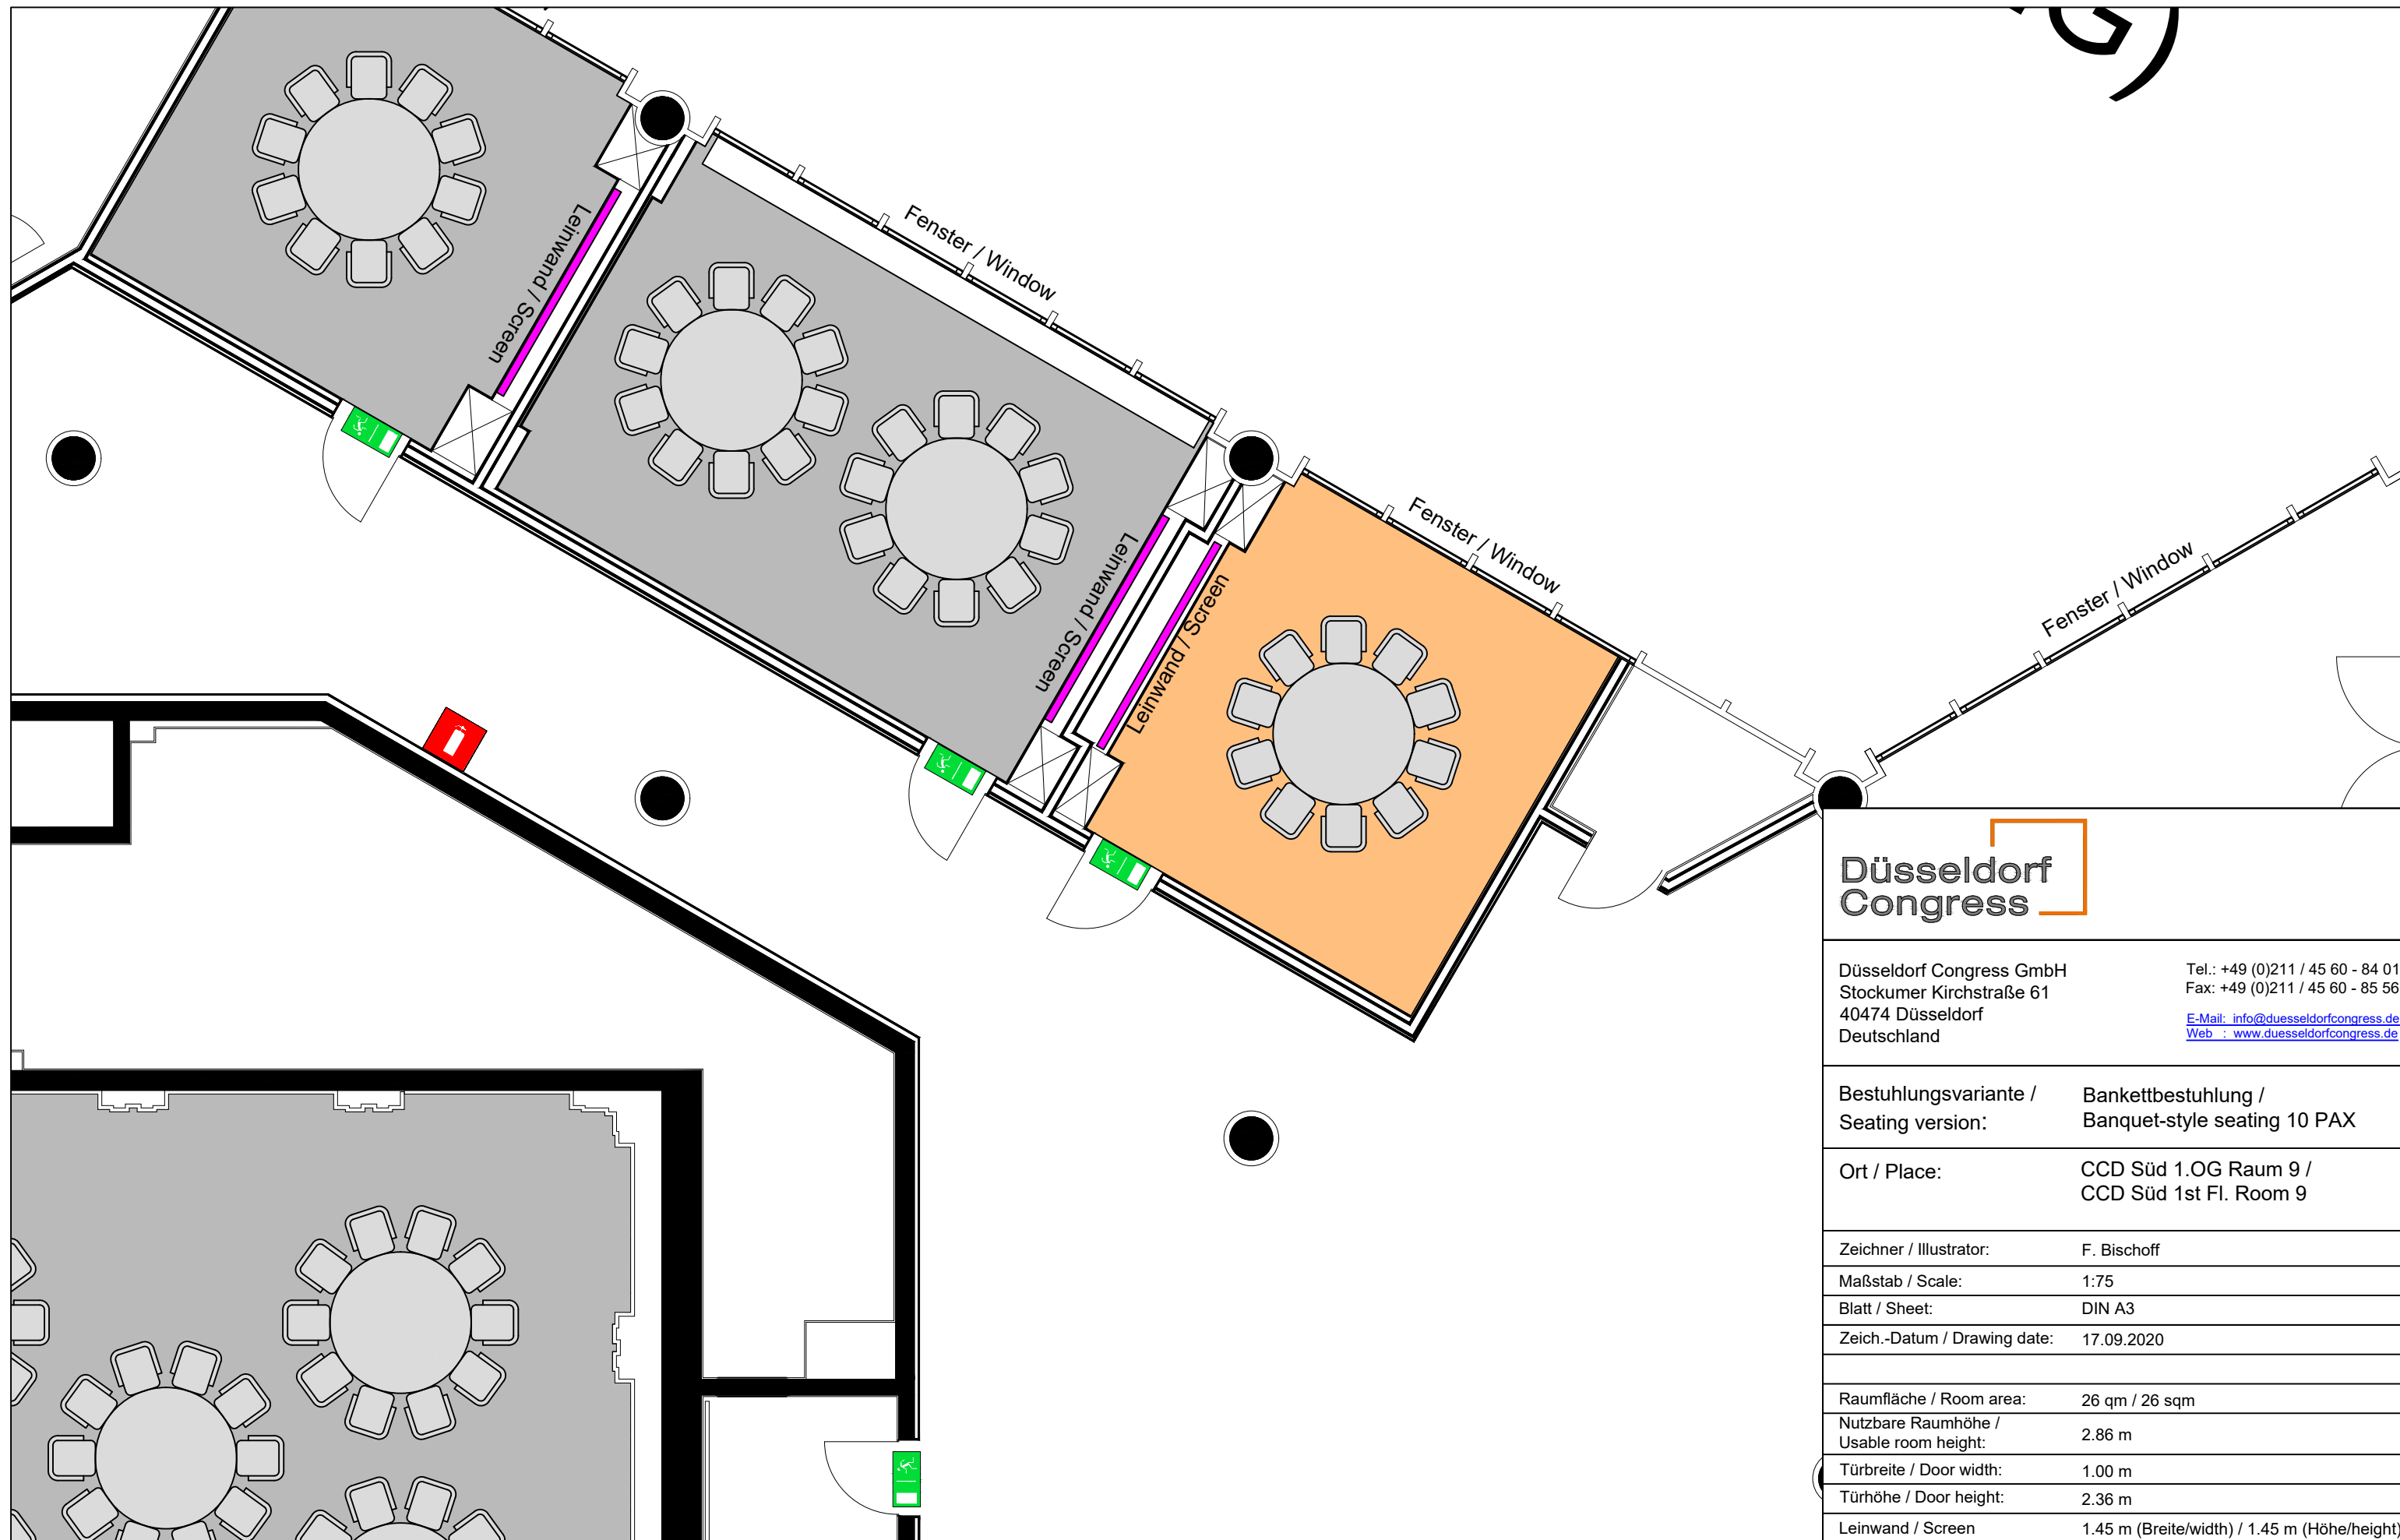 G)
Leinwand / Screen
Fenster / Window
Leinwand / Screen
Leinwand / Screen
Fenster / Window
Fenster / Window
Düsseldorf
Congress
Düsseldorf Congress GmbH
Stockumer Kirchstraße 61
40474 Düsseldorf
Deutschland
Tel.: +49 (0)211 / 45 60 - 84 01
Fax: +49 (0)211 / 45 60 - 85 56
E-Mail: info@duesseldorfcongress.de
Web : www.duesseldorfcongress.de
Bestuhlungsvariante / Bankettbestuhlung /
Seating version: Banquet-style seating 10 PAX
Ort / Place: CCD Süd 1.OG Raum 9 /
CCD Süd 1st Fl. Room 9
Zeichner / Illustrator: F. Bischoff
Maßstab / Scale: 1:75
Blatt / Sheet: DIN A3
Zeich.-Datum / Drawing date: 17.09.2020
Raumfläche / Room area: 26 qm / 26 sqm
Nutzbare Raumhöhe /
Usable room height: 2.86 m
Türbreite / Door width: 1.00 m
Türhöhe / Door height: 2.36 m
Leinwand / Screen 1.45 m (Breite/width) / 1.45 m (Höhe/height)